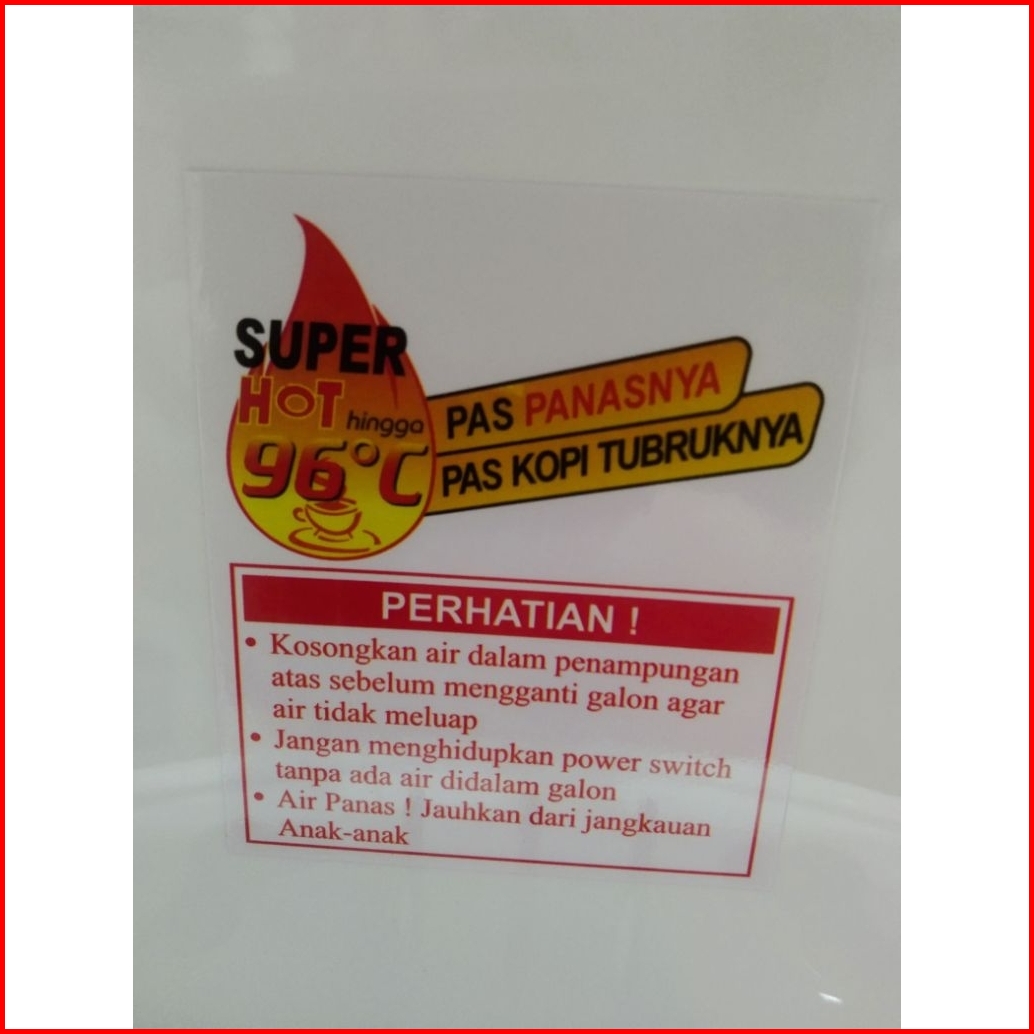 SUPER
HOT hingga
96°C
PAS PANASNYA
PAS KOPI TUBRUKNYA
PERHATIAN !
• Kosongkan air dalam penampungan
atas sebelum mengganti galon agar
air tidak meluap
• Jangan menghidupkan power switch
tanpa ada air didalam galon
• Air Panas ! Jauhkan dari jangkauan
Anak-anak